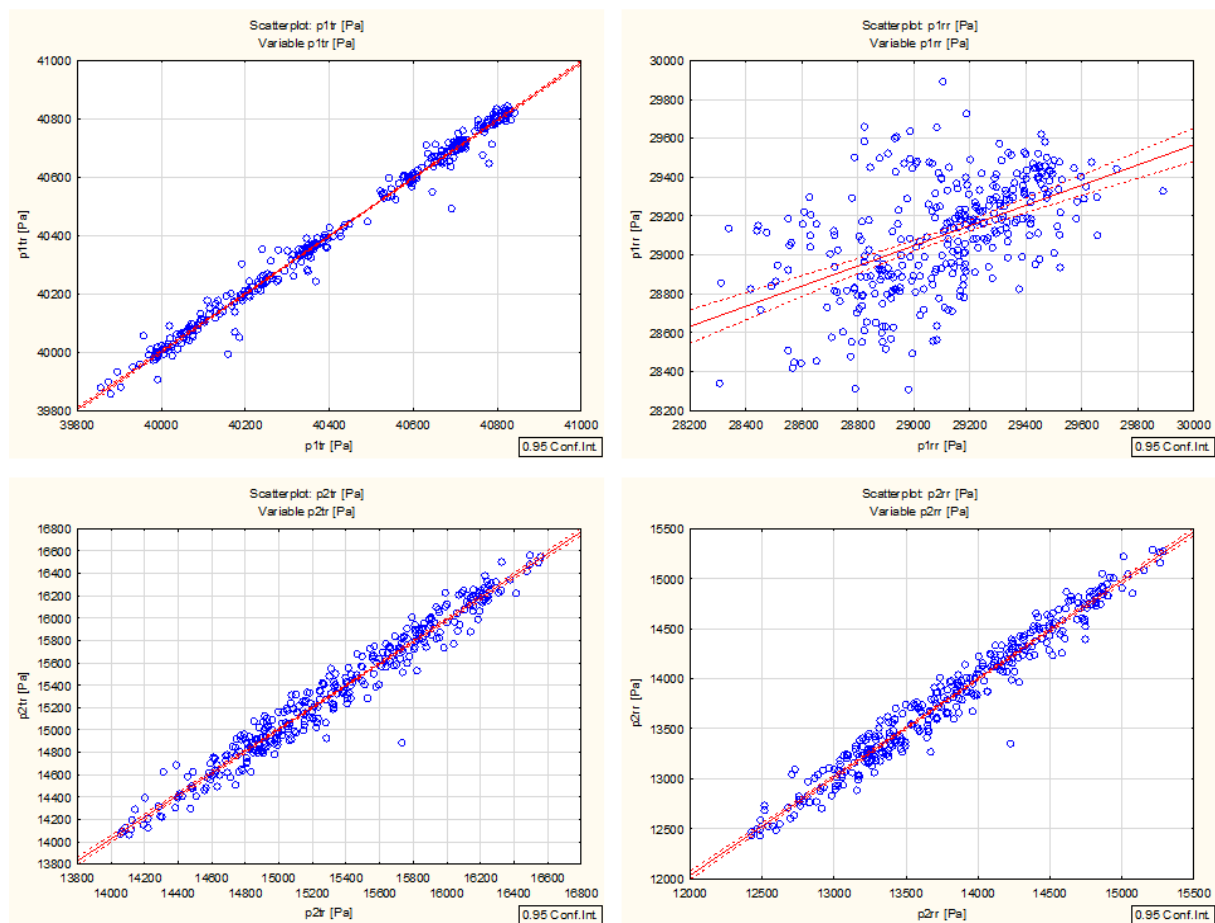 Scatterplot: p1tr [Pa]
Variable p1tr [Pa]
41000
40800
40600
40400
40200
40000
39800
p1tr [Pa]
39800 40000 40200 40400 40600 40800 41000
p1tr [Pa]
0.95 Conf.Int.
Scatterplot: p1rr [Pa]
Variable p1rr [Pa]
30000
29800
29600
29400
29200
29000
28800
28600
28400
28200
p1rr [Pa]
28200 28400 28600 28800 29000 29200 29400 29600 29800 30000
p1rr [Pa]
0.95 Conf.Int.
Scatterplot: p2tr [Pa]
Variable p2tr [Pa]
16800
16600
16400
16200
16000
15800
15600
15400
15200
15000
14800
14600
14400
14200
14000
13800
p2tr [Pa]
13800 14200 14600 15000 15400 15800 16200 16600
14000 14400 14800 15200 15600 16000 16400 16800
p2tr [Pa]
0.95 Conf.Int.
Scatterplot: p2rr [Pa]
Variable p2rr [Pa]
15500
15000
14500
14000
13500
13000
12500
12000
p2rr [Pa]
12000 12500 13000 13500 14000 14500 15000 15500
p2rr [Pa]
0.95 Conf.Int.